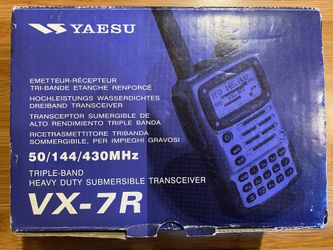 YAESU
EMETTEUR-RÉCEPTEUR
TRI-BANDE ETANCHE RENFORCÉ
HOCHLEISTUNGS WASSERDICHTES
DREIBAND TRANSCEIVER
TRANSCEPTOR SUMERGIBLE DE
ALTO RENDIMIENTO TRIPLE BANDA
RICETRASMETTITORE TRIBANDA
SOMMERGIBILE, PER IMPIEGHI GRAVOSI
50/144/430MHz
TRIPLE-BAND
HEAVY DUTY SUBMERSIBLE TRANSCEIVER
VX-7R